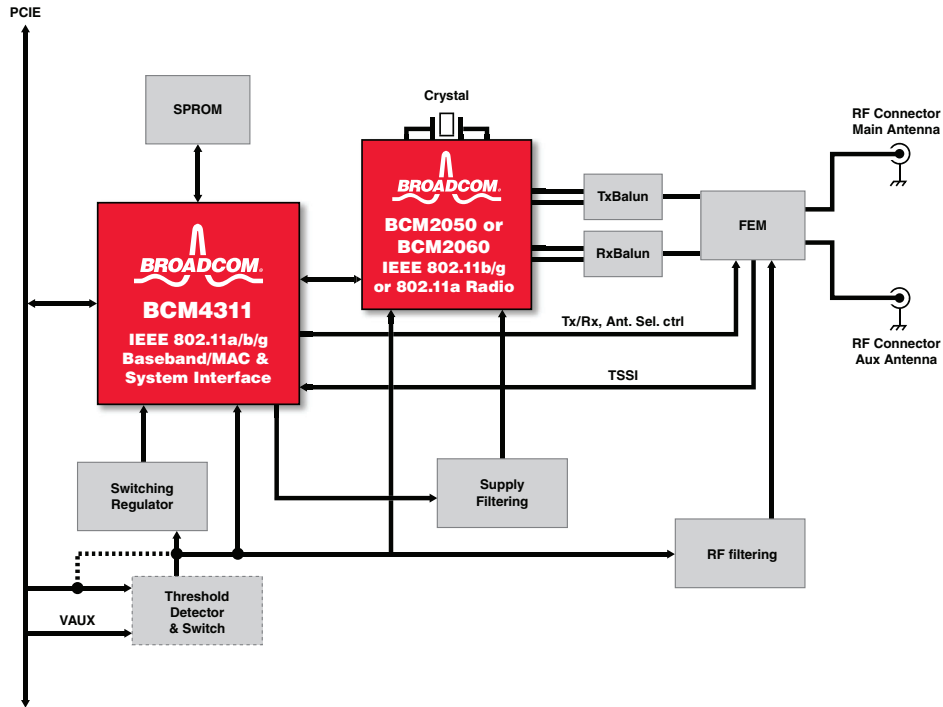 PCIE
SPROM
Crystal
RF Connector
Main Antenna
BROADCOM®
BCM2050 or
BCM2060
IEEE 802.11b/g
or 802.11a Radio
TxBalun
RxBalun
FEM
BROADCOM®
BCM4311
IEEE 802.11a/b/g
Baseband/MAC &
System Interface
Tx/Rx, Ant. Sel. ctrl
TSSI
RF Connector
Aux Antenna
Switching
Regulator
Supply
Filtering
RF filtering
Threshold
Detector
& Switch
VAUX